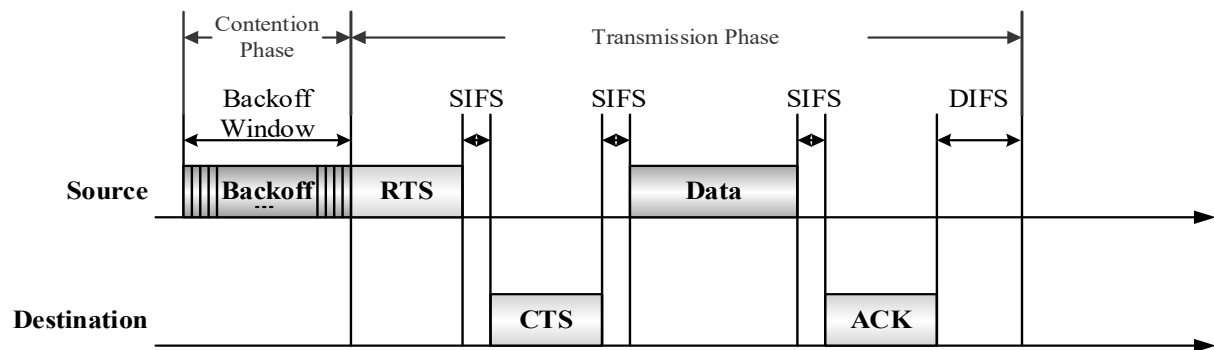 Contention
Phase
Transmission Phase
Backoff
Window
SIFS
SIFS
SIFS
DIFS
Source
Backoff
---
RTS
Data
Destination
CTS
ACK